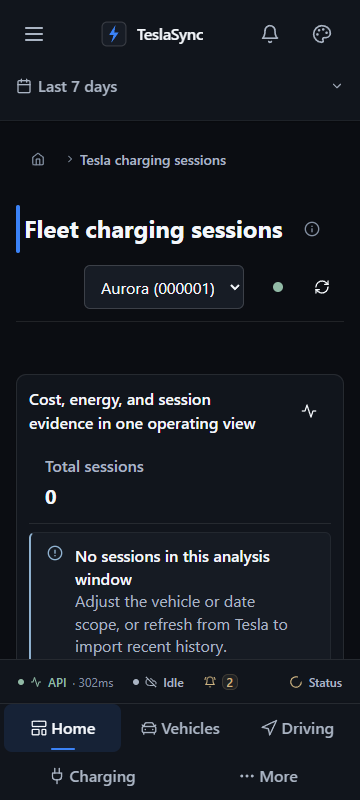 TeslaSync
Last 7 days
Tesla charging sessions
Fleet charging sessions
Aurora (000001)
Cost, energy, and session
evidence in one operating view
Total sessions
0
No sessions in this analysis
window
Adjust the vehicle or date
scope, or refresh from Tesla to
import recent history.
API · 302ms Idle 2 Status
Home Vehicles Driving
Charging More